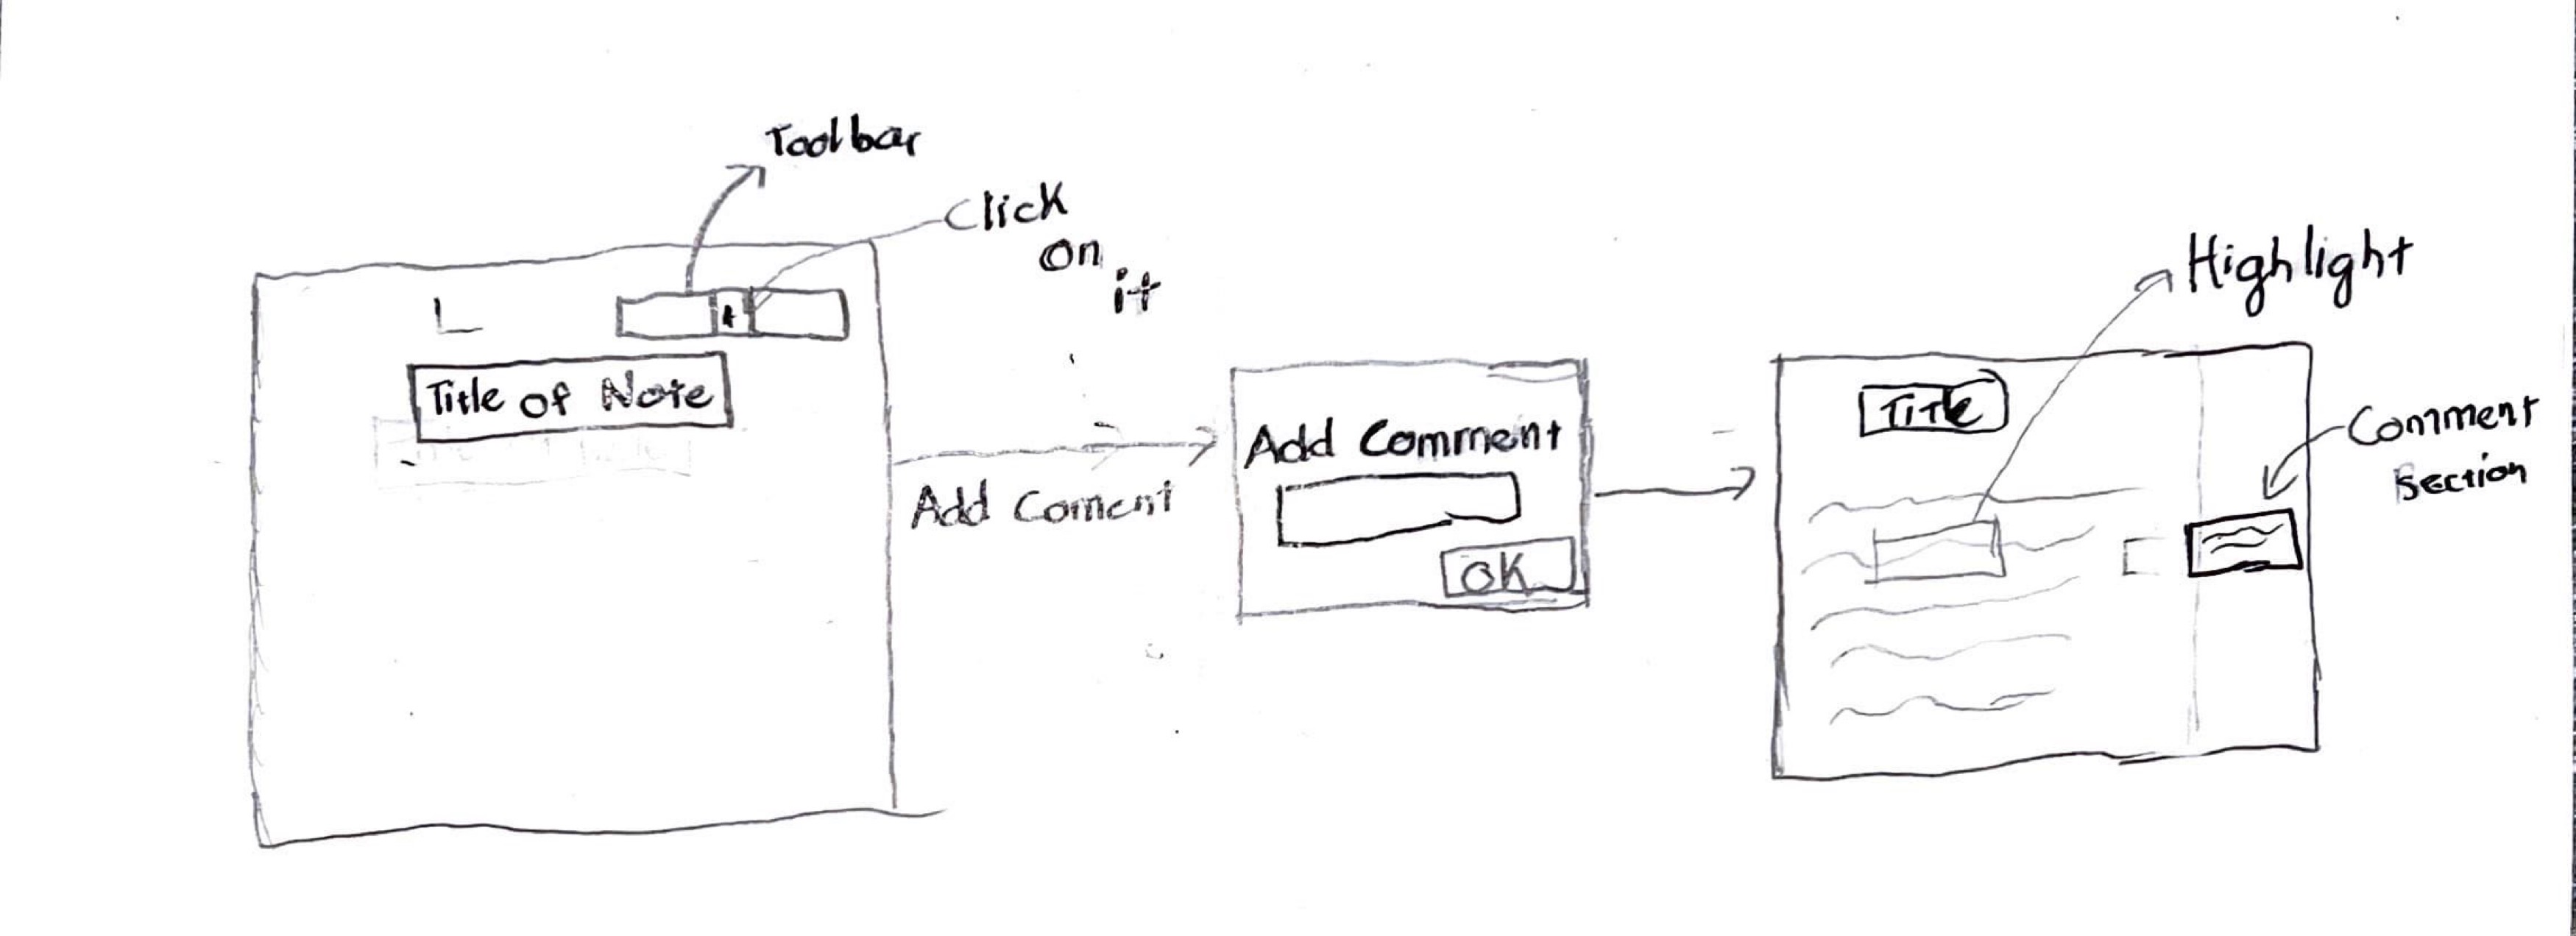 Toolbar
Click
on
it
+
Title of Note
Add Coment
Add Comment
OK
Highlight
Title
Comment
Section